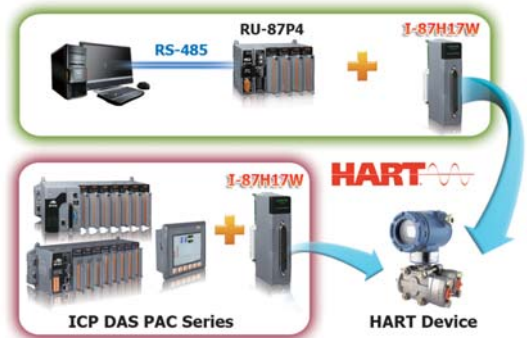 RU-87P4
I-87H17W
RS-485
I-87H17W
HART
ICP DAS PAC Series
HART Device